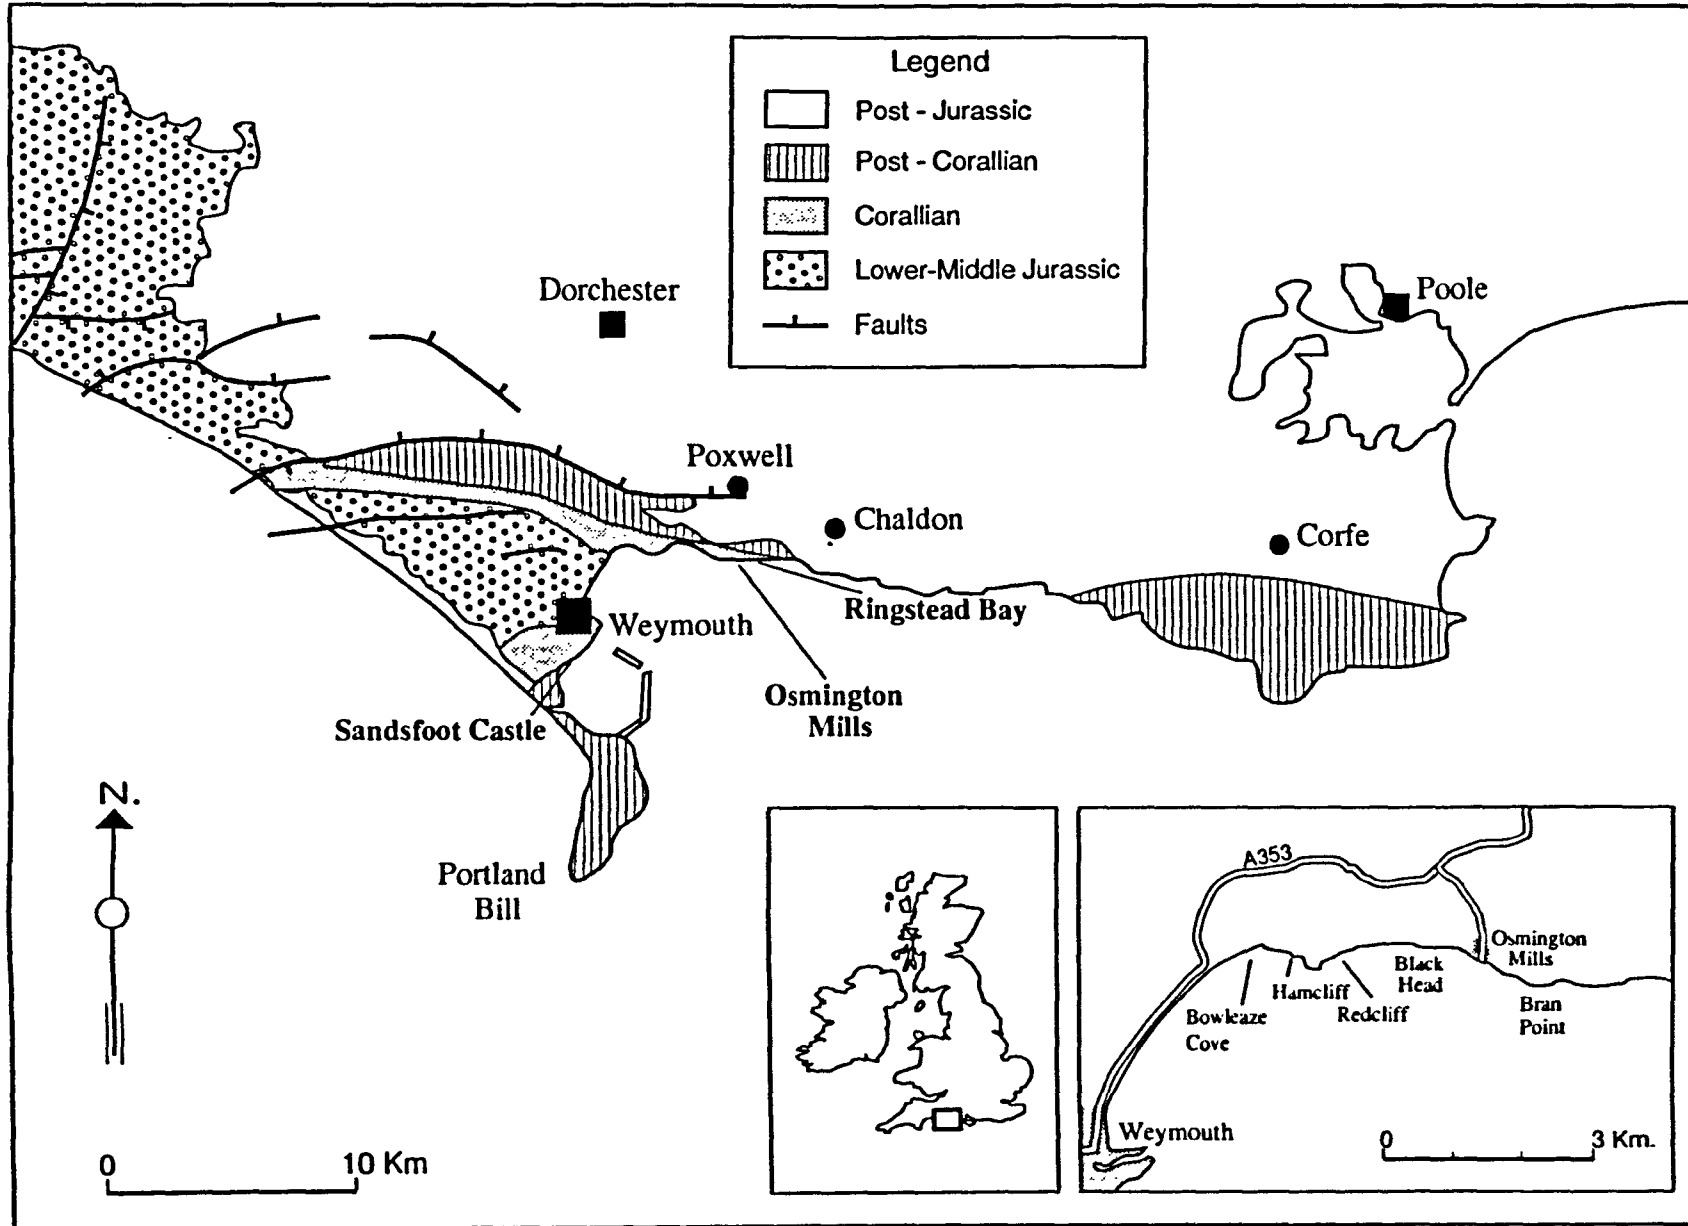 Legend
Post - Jurassic
Post - Corallian
Corallian
Lower-Middle Jurassic
Faults
Dorchester
Poole
Poxwell
Chaldon
Corfe
Ringstead Bay
Weymouth
Osmington
Mills
Sandsfoot Castle
N.
Portland
Bill
0
10 Km
A353
Osmington
Mills
Black
Head
Hamcliff
Redcliff
Bowleaze
Cove
Bran
Point
Weymouth
0
3 Km.